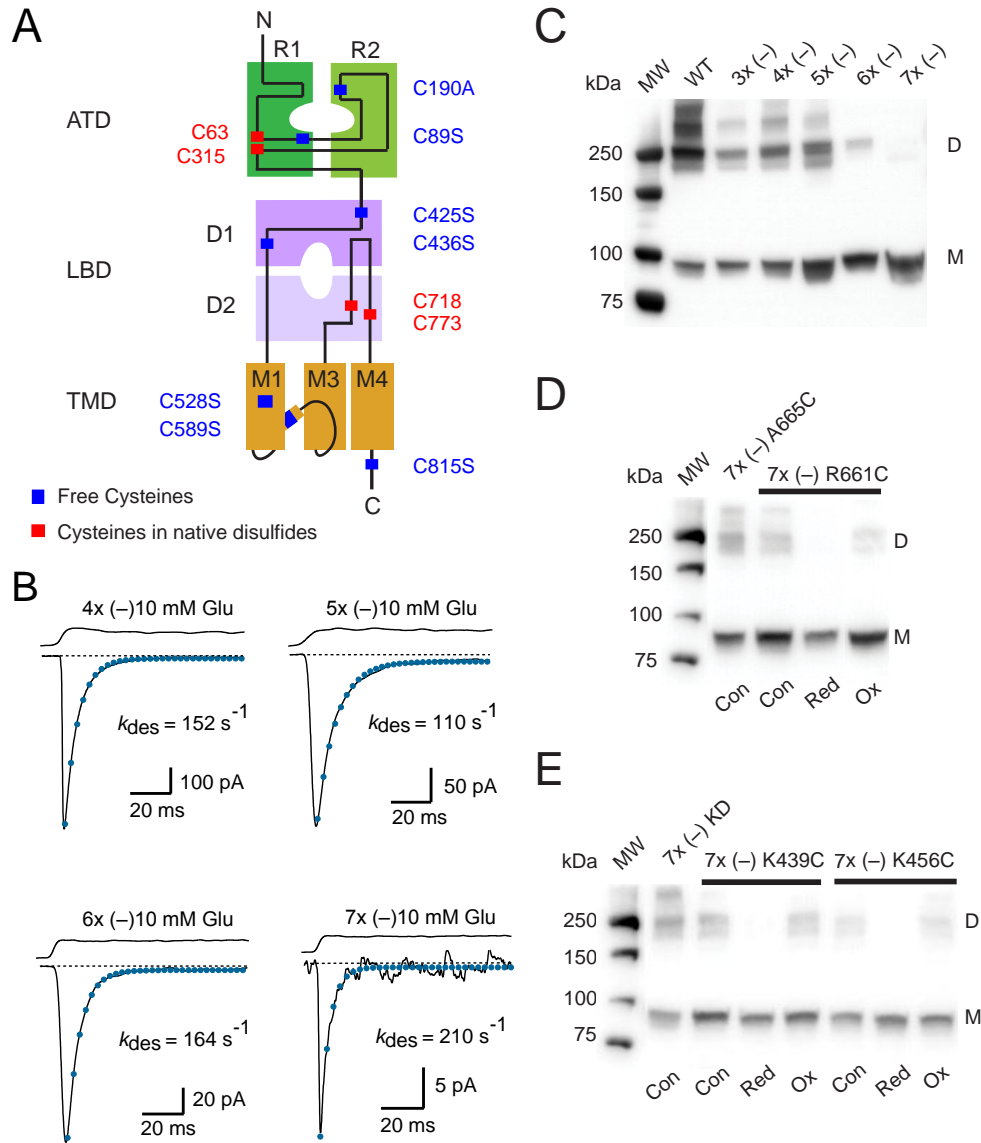 A
N
R1 R2
ATD
C190A
C63
C89S
C315
C425S
D1
C436S
LBD
D2
C718
C773
M1 M3 M4
TMD
C528S
C589S
C815S
C
Free Cysteines
Cysteines in native disulfides
B
4x (–)10 mM Glu
kdes = 152 s-1
100 pA
20 ms
5x (–)10 mM Glu
kdes = 110 s-1
50 pA
20 ms
6x (–)10 mM Glu
kdes = 164 s-1
20 pA
20 ms
7x (–)10 mM Glu
kdes = 210 s-1
5 pA
20 ms
C
kDa MW WT 3x (–) 4x (–) 5x (–) 6x (–) 7x (–)
250 D
150
100 M
75
D
kDa MW 7x (–) A665C 7x (–) R661C
250 D
150
100
M
75
Con Con Red Ox
E
kDa MW 7x (–) KD 7x (–) K439C 7x (–) K456C
250 D
150
100
M
75
Con Con Red Ox Con Red Ox